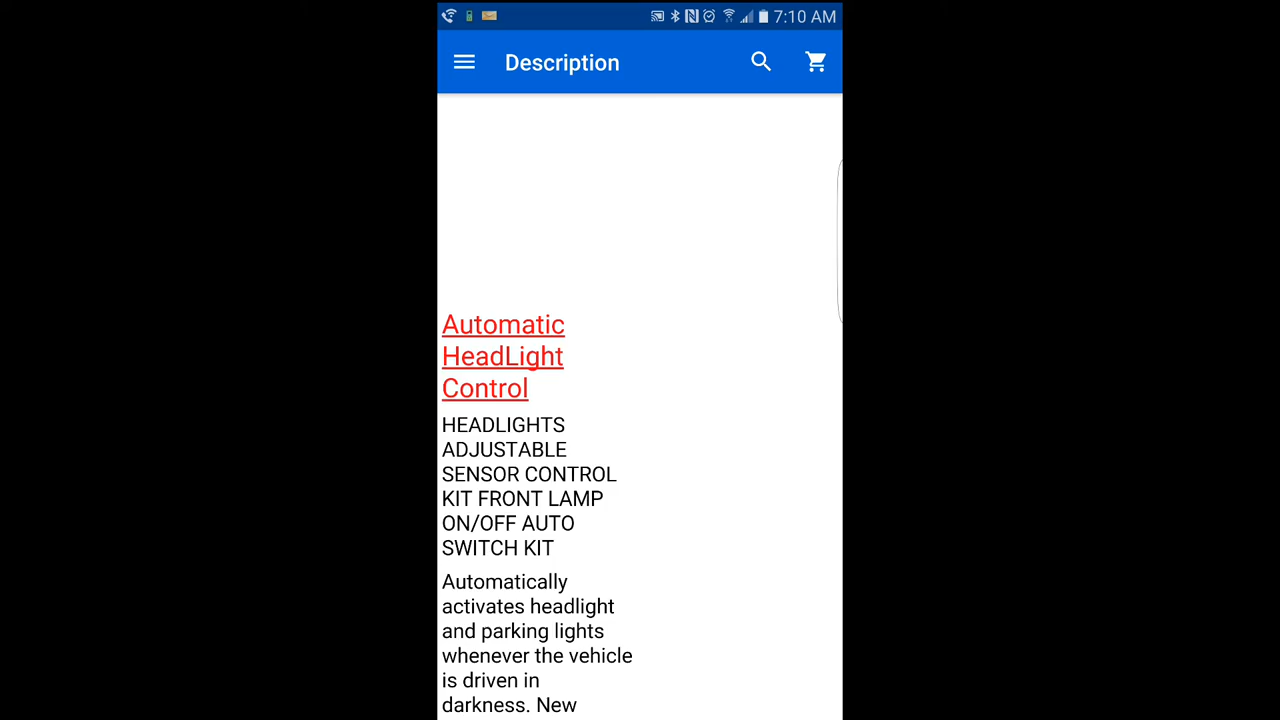 7:10 AM
Description
Automatic
HeadLight
Control
HEADLIGHTS
ADJUSTABLE
SENSOR CONTROL
KIT FRONT LAMP
ON/OFF AUTO
SWITCH KIT
Automatically
activates headlight
and parking lights
whenever the vehicle
is driven in
darkness. New